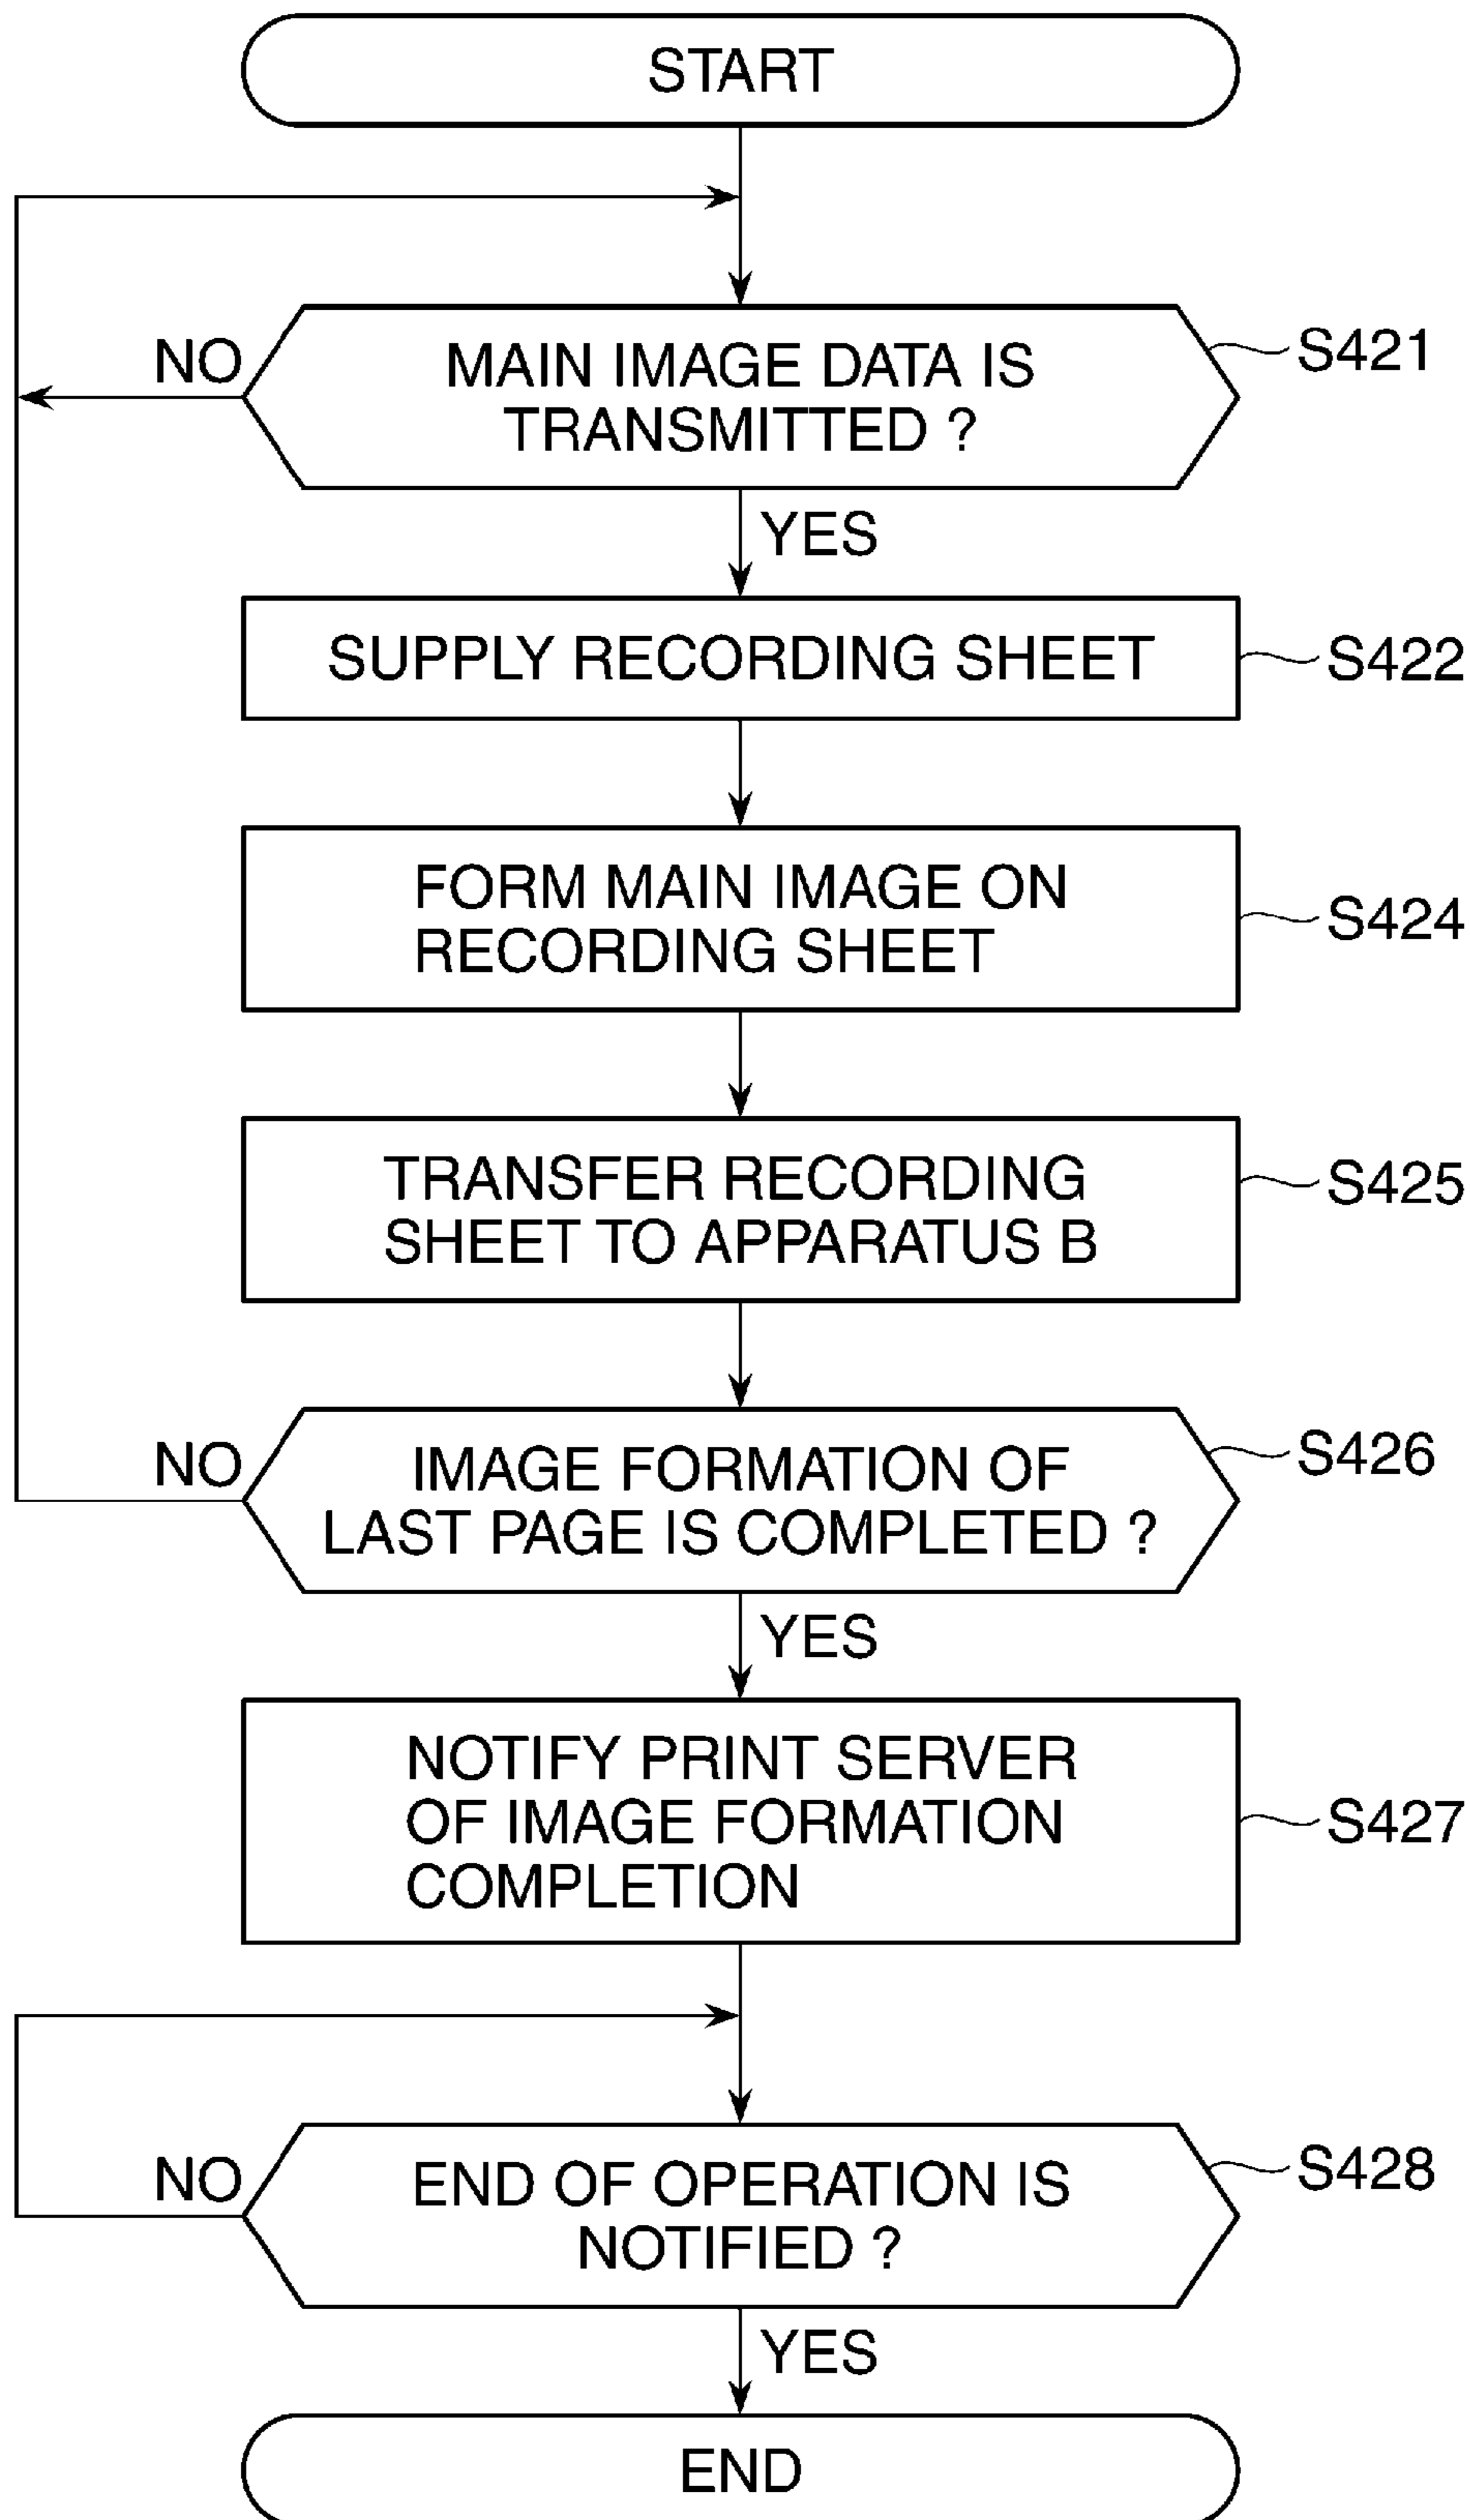 START
NO
MAIN IMAGE DATA IS
TRANSMITTED ?
S421
YES
SUPPLY RECORDING SHEET
S422
FORM MAIN IMAGE ON
RECORDING SHEET
S424
TRANSFER RECORDING
SHEET TO APPARATUS B
S425
NO
IMAGE FORMATION OF
LAST PAGE IS COMPLETED ?
S426
YES
NOTIFY PRINT SERVER
OF IMAGE FORMATION
COMPLETION
S427
NO
END OF OPERATION IS
NOTIFIED ?
S428
YES
END